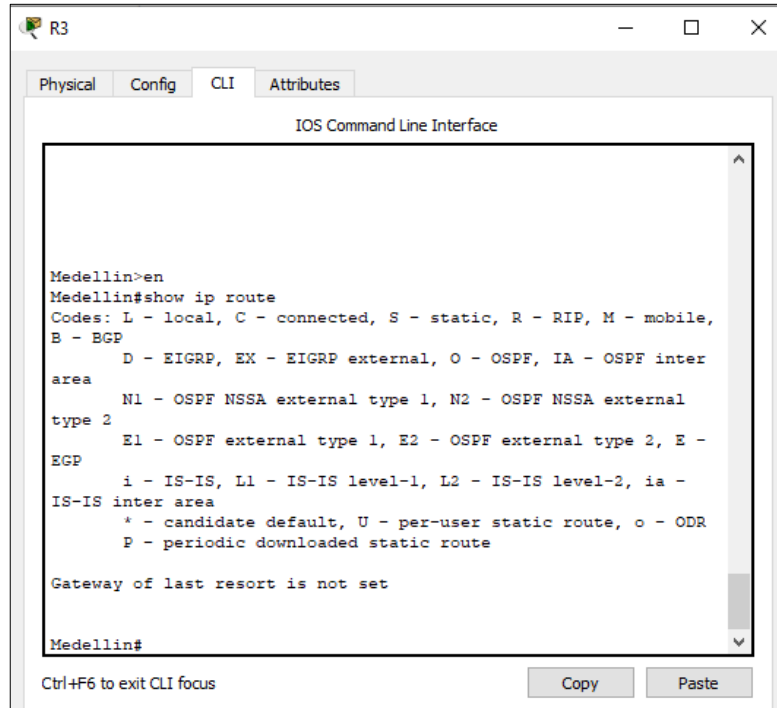 R3
Physical Config CLI Attributes
IOS Command Line Interface
Medellin>en
Medellin#show ip route
Codes: L - local, C - connected, S - static, R - RIP, M - mobile,
B - BGP
D - EIGRP, EX - EIGRP external, O - OSPF, IA - OSPF inter
area
N1 - OSPF NSSA external type 1, N2 - OSPF NSSA external
type 2
E1 - OSPF external type 1, E2 - OSPF external type 2, E -
EGP
i - IS-IS, L1 - IS-IS level-1, L2 - IS-IS level-2, ia -
IS-IS inter area
* - candidate default, U - per-user static route, o - ODR
P - periodic downloaded static route
Gateway of last resort is not set
Medellin#
Ctrl+F6 to exit CLI focus Copy Paste